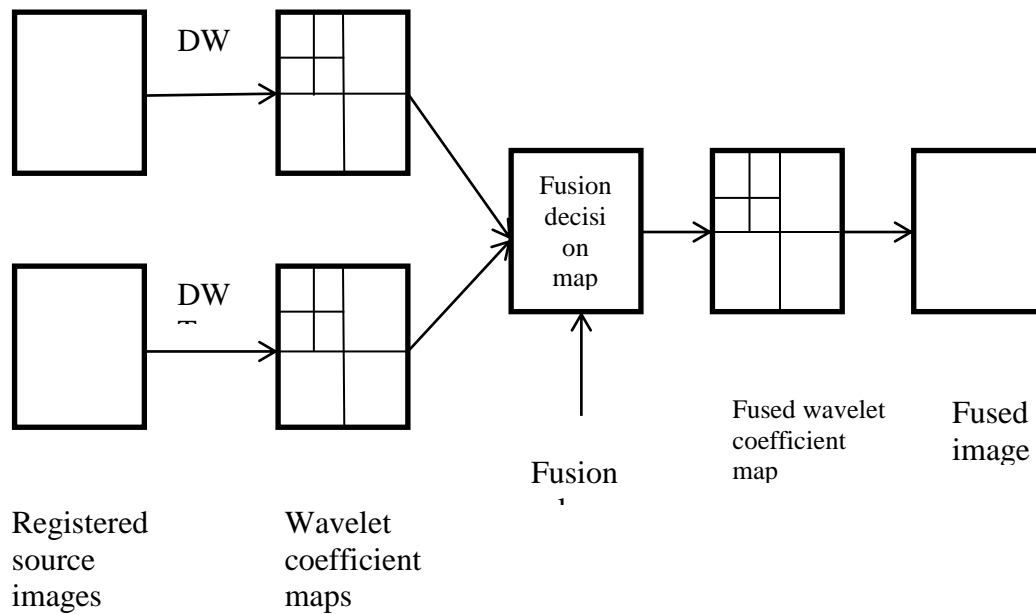 DW
DW
Fusion
decisi
on
map
Fused wavelet
coefficient
map
Fused
image
Fusion
Registered
source
images
Wavelet
coefficient
maps